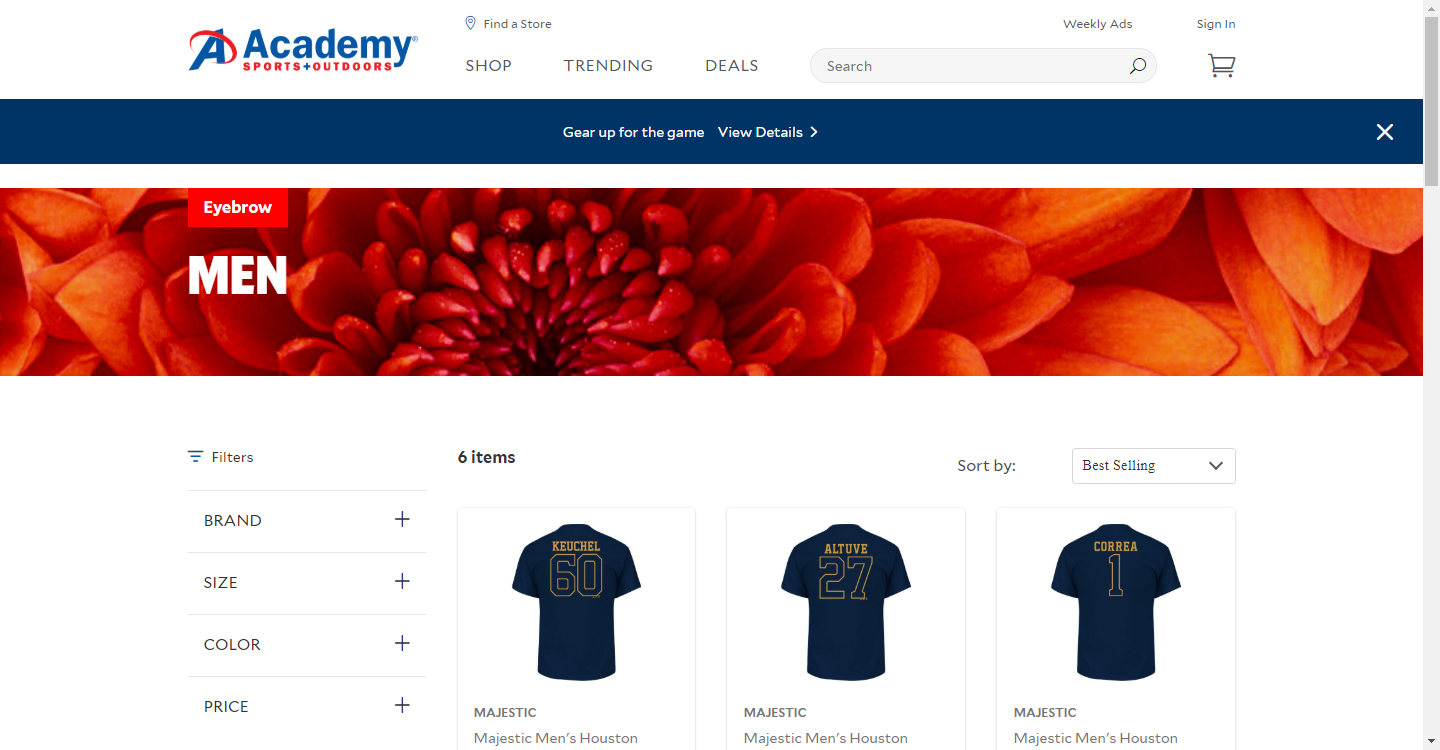 Find a Store
Weekly Ads
Sign In
Academy
SPORTS+OUTDOORS
SHOP
TRENDING
DEALS
Search
Gear up for the game
View Details
Eyebrow
MEN
Filters
6 items
Sort by:
Best Selling
BRAND
SIZE
COLOR
PRICE
KEUCHEL
60
ALTUVE
27
CORREA
1
MAJESTIC
Majestic Men's Houston
MAJESTIC
Majestic Men's Houston
MAJESTIC
Majestic Men's Houston